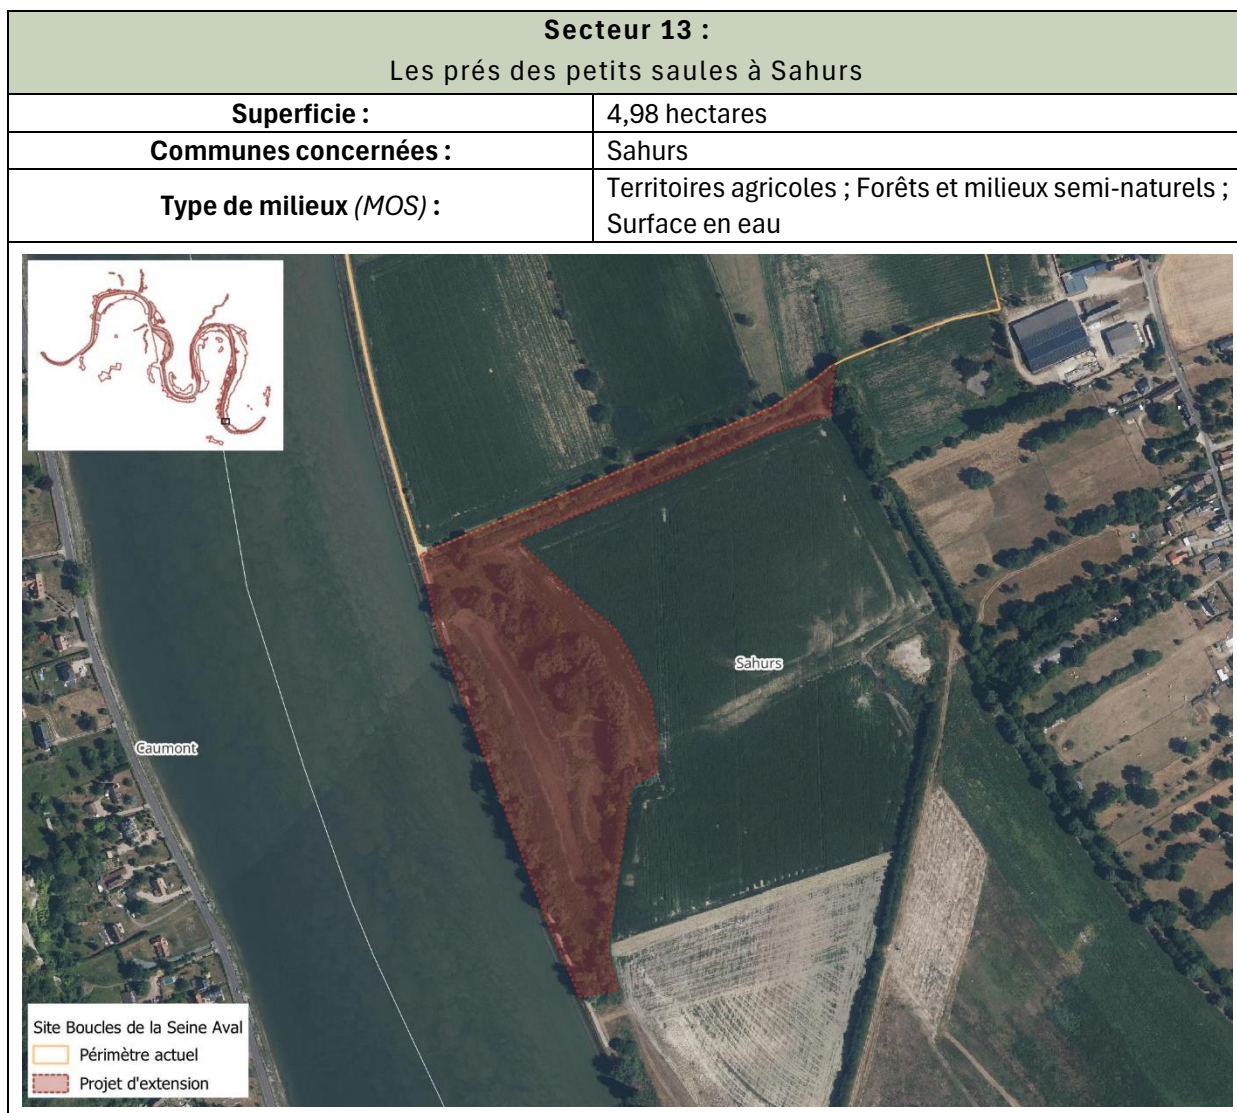 Secteur 13 :
Les prés des petits saules à Sahurs
Superficie :
4,98 hectares
Communes concernées :
Sahurs
Type de milieu (MOS) :
Territoires agricoles ; Forêts et milieux semi-naturels ;
Surface en eau
Sahurs
Caumont
Site Boucles de la Seine Aval
Périmètre actuel
Projet d'extension